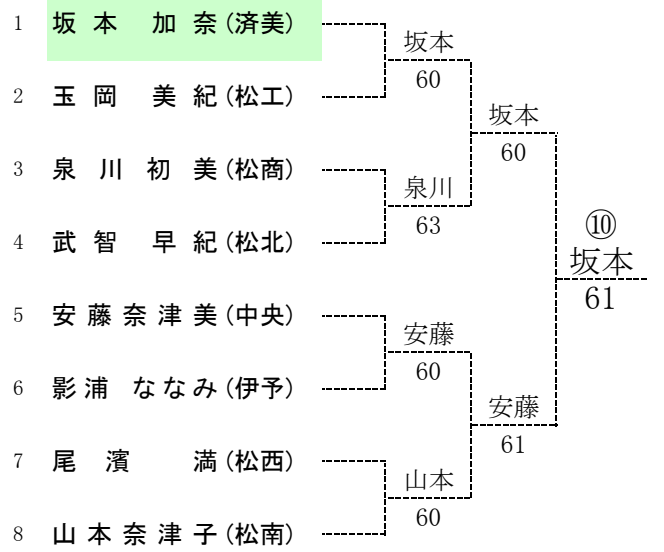 1 坂本 加奈(済美)
2 玉岡 美紀(松工)
3 泉川初美(松商)
4 武智 早紀(松北)
5 安藤奈津美(中央)
6 影浦 ななみ(伊予)
7 尾濱 満(松西)
8 山本奈津子(松南)
坂本
60
泉川
63
安藤
60
山本
60
坂本
60
安藤
61
⑩
坂本
61